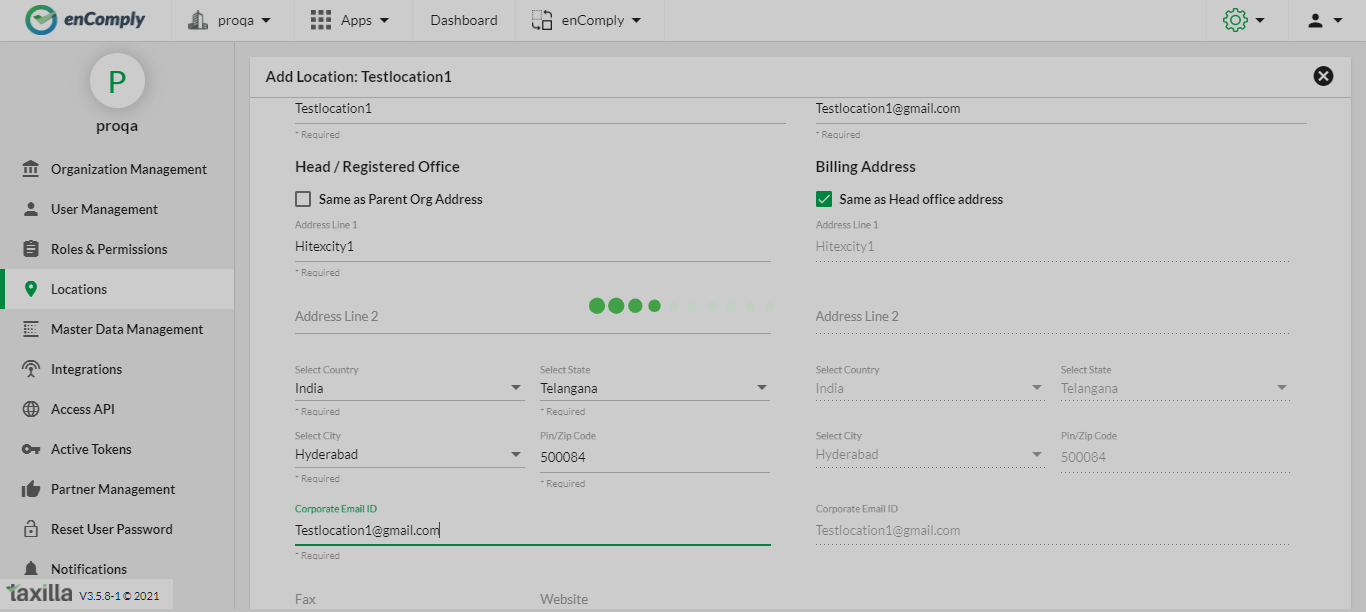 enComply proqa Apps Dashboard enComply
P
proqa
Organization Management
User Management
Roles & Permissions
Locations
Master Data Management
Integrations
Access API
Active Tokens
Partner Management
Reset User Password
Notifications
taxilla V3.5.8-1 © 2021
Add Location: Testlocation1
Testlocation1 Testlocation1@gmail.com
* Required * Required
Head / Registered Office Billing Address
Same as Parent Org Address Same as Head office address
Address Line 1 Address Line 1
Hitexcity1 Hitexcity1
* Required
Address Line 2 Address Line 2
Select Country Select State Select Country Select State
India Telangana India Telangana
* Required * Required
Select City Pin/Zip Code Select City Pin/Zip Code
Hyderabad 500084 Hyderabad 500084
* Required * Required
Corporate Email ID Corporate Email ID
Testlocation1@gmail.com Testlocation1@gmail.com
* Required
Fax Website